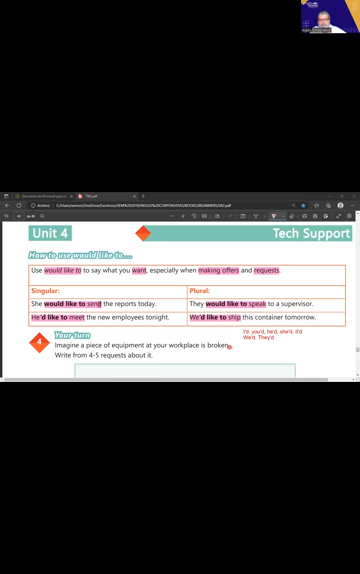 Unit 4
Tech Support
How to use would like to....
Use would like to to say what you want, especially when making offers and requests.
Singular:
Plural:
She would like to send the reports today.
They would like to speak to a supervisor.
He'd like to meet the new employees tonight.
We'd like to ship this container tomorrow.
I'd, you'd, he'd, she'd, it'd
We'd, They'd
4
Your turn
Imagine a piece of equipment at your workplace is broken.
Write from 4-5 requests about it.